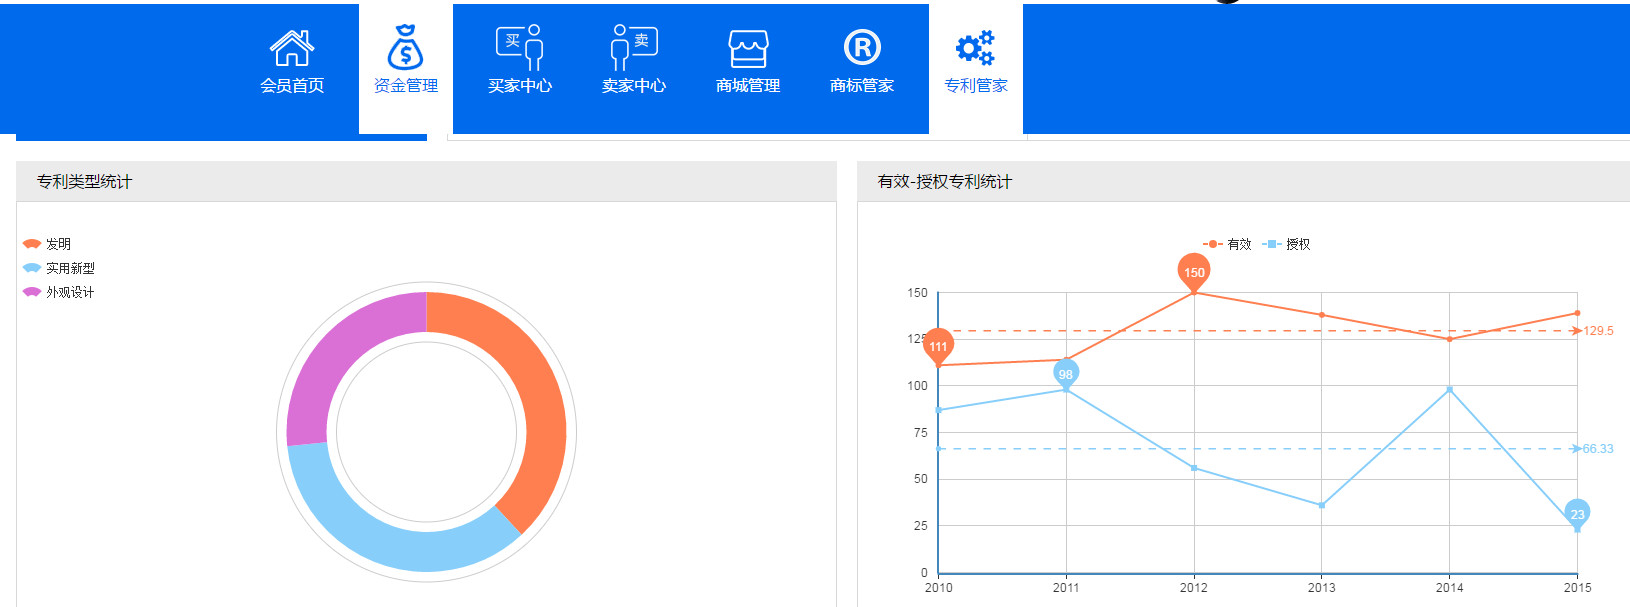 买
卖
R
会员首页
资金管理
买家中心
卖家中心
商城管理
商标管家
专利管家
专利类型统计
发明
实用新型
外观设计
有效-授权专利统计
有效 授权
150
150
129.5
125
111
100
98
75
66.33
50
25
23
0
2010 2011 2012 2013 2014 2015